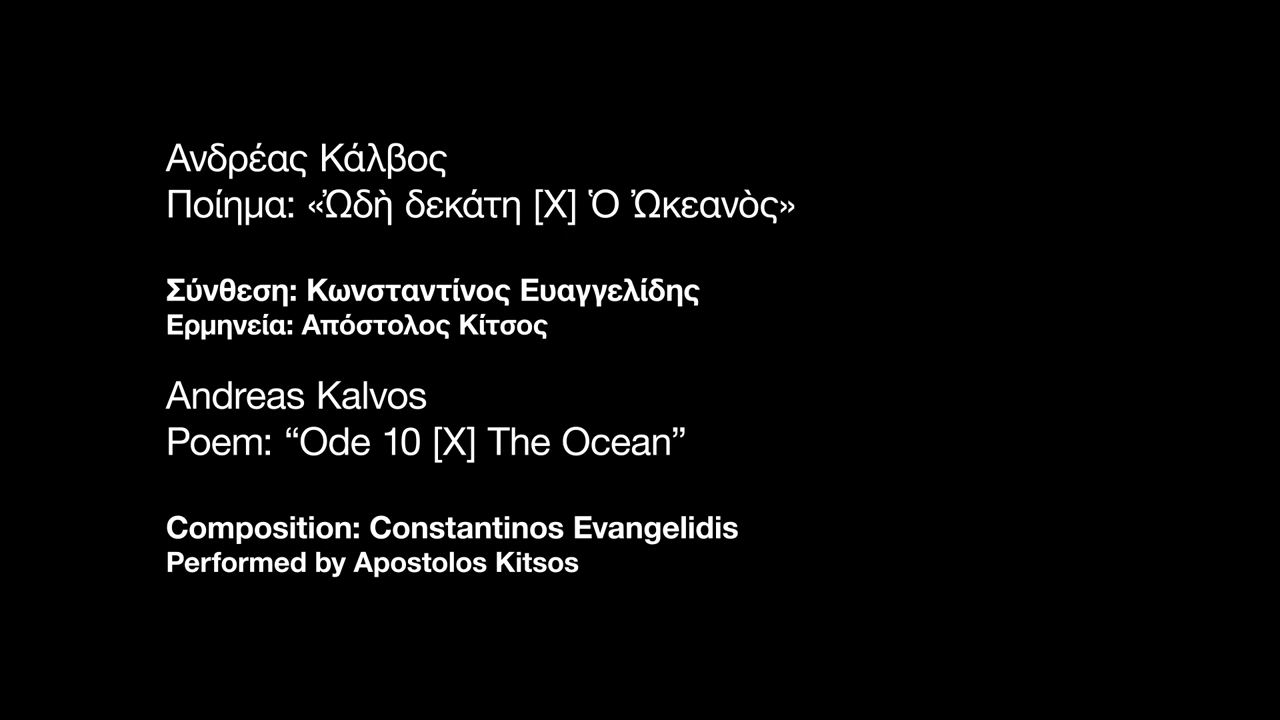 Ανδρέας Κάλβος
Ποίημα: «Ὠδὴ δεκάτη [Χ] Ὁ Ὠκεανὸς»
Σύνθεση: Κωνσταντίνος Ευαγγελίδης
Ερμηνεία: Απόστολος Κίτσος
Andreas Kalvos
Poem: “Ode 10 [X] The Ocean”
Composition: Constantinos Evangelidis
Performed by Apostolos Kitsos